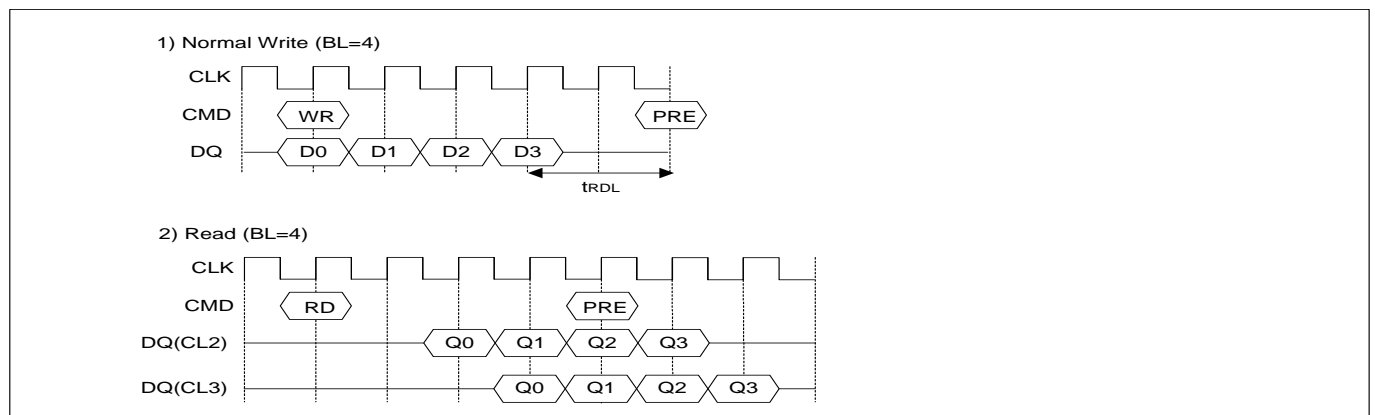 1) Normal Write (BL=4)
CLK
CMD WR PRE
DQ D0 D1 D2 D3
tRDL
2) Read (BL=4)
CLK
CMD RD PRE
DQ(CL2) Q0 Q1 Q2 Q3
DQ(CL3) Q0 Q1 Q2 Q3